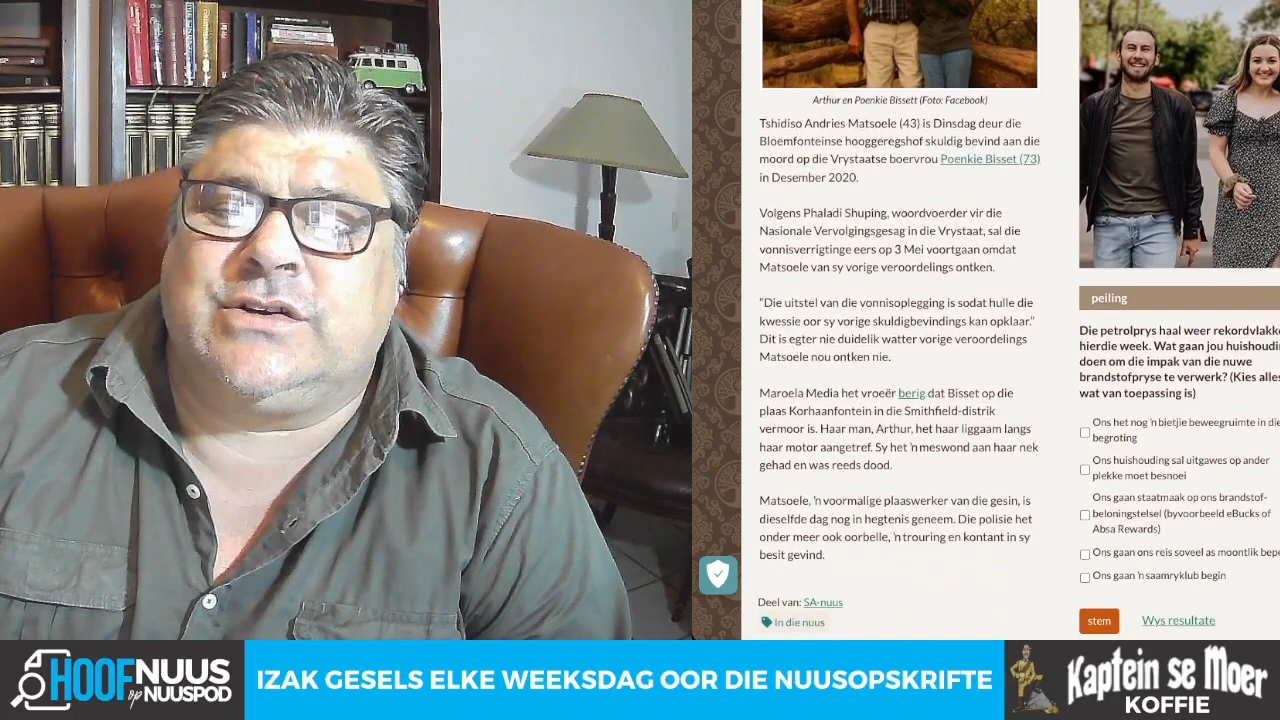 Arthur en Poenkie Bissett (Foto: Facebook)
Tshidiso Andries Matsoele (43) is Dinsdag deur die
Bloemfonteinse hooggeregshof skuldig bevind aan die
moord op die Vrystaatse boervrou Poenkie Bisset (73)
in Desember 2020.
Volgens Phaladi Shuping, woordvoerder vir die
Nasionale Vervolgingsgesag in die Vrystaat, sal die
vonnisverrigtinge eers op 3 Mei voortgaan omdat
Matsoele van sy vorige veroordelings ontken.
“Die uitstel van die vonnisoplegging is sodat hulle die
kwessie oor sy vorige skuldigbevindings kan opklaar.”
Dit is egter nie duidelik watter vorige veroordelings
Matsoele nou ontken nie.
Maroela Media het vroeër berig dat Bisset op die
plaas Korhaanfontein in die Smithfield-distrik
vermoor is. Haar man, Arthur, het haar liggaam langs
haar motor aangetref. Sy het ’n meswond aan haar nek
gehad en was reeds dood.
Matsoele, ’n voormalige plaaswerker van die gesin, is
dieselfde dag nog in hegtenis geneem. Die polisie het
onder meer ook oorbelle, ’n trouring en kontant in sy
besit gevind.
Deel van: SA-nuus
In die nuus
peiling
Die petrolprys haal weer rekordvlakke
hierdie week. Wat gaan jou huishouding
doen om die impak van die nuwe
brandstofpryse te verwerk? (Kies alles
wat van toepassing is)
Ons het nog ’n bietjie beweegruimte in die
begroting
Ons huishouding sal uitgawes op ander
plekke moet besnoei
Ons gaan staatmaak op ons brandstof-
beloningstelsel (byvoorbeeld eBucks of
Absa Rewards)
Ons gaan ons reis soveel as moontlik bepe
Ons gaan ’n saamryklub begin
stem
Wys resultate
HOOFNUUS
op NUUSPOD
IZAK GESELS ELKE WEEKSDAG OOR DIE NUUSOPSKRIFTE
Kaptein se Moer
KOFFIE